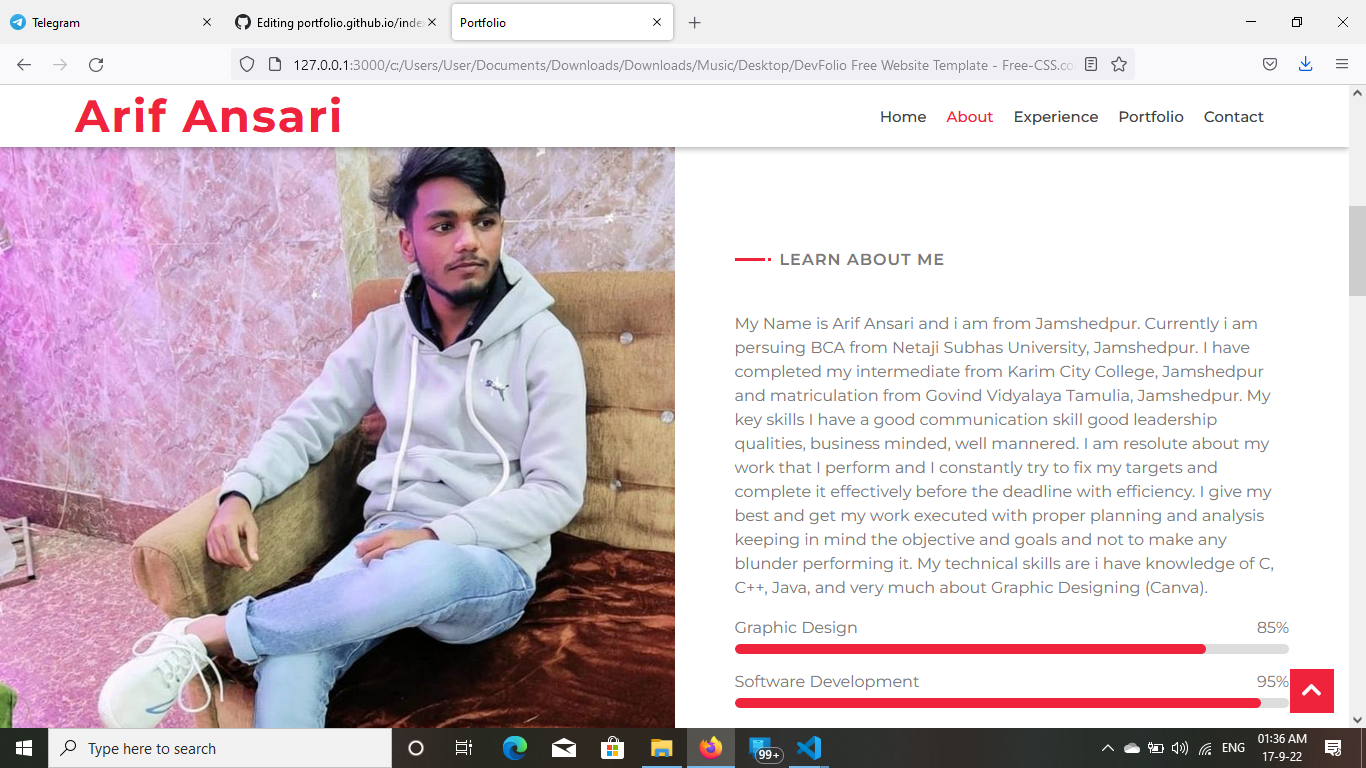 Telegram
Editing portfolio.github.io/inde
Portfolio
127.0.0.1:3000/c:/Users/User/Documents/Downloads/Downloads/Music/Desktop/DevFolio Free Website Template - Free-CSS.co
Arif Ansari
Home About Experience Portfolio Contact
LEARN ABOUT ME
My Name is Arif Ansari and i am from Jamshedpur. Currently i am
persuing BCA from Netaji Subhas University, Jamshedpur. I have
completed my intermediate from Karim City College, Jamshedpur
and matriculation from Govind Vidyalaya Tamulia, Jamshedpur. My
key skills I have a good communication skill good leadership
qualities, business minded, well mannered. I am resolute about my
work that I perform and I constantly try to fix my targets and
complete it effectively before the deadline with efficiency. I give my
best and get my work executed with proper planning and analysis
keeping in mind the objective and goals and not to make any
blunder performing it. My technical skills are i have knowledge of C,
C++, Java, and very much about Graphic Designing (Canva).
Graphic Design 85%
Software Development 95%
Type here to search
99+
ENG
01:36 AM
17-9-22